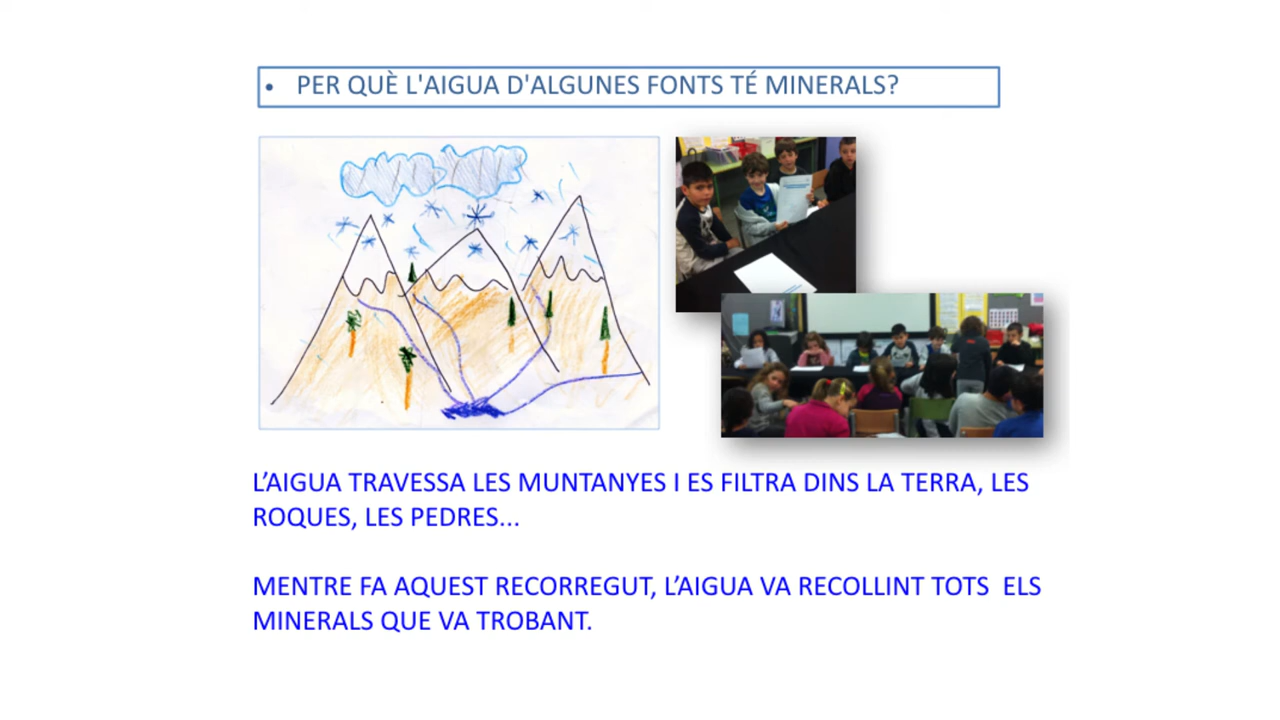 • PER QUÈ L'AIGUA D'ALGUNES FONTS TÉ MINERALS?
L’AIGUA TRAVESSA LES MUNTANYES I ES FILTRA DINS LA TERRA, LES
ROQUES, LES PEDRES...
MENTRE FA AQUEST RECORREGUT, L’AIGUA VA RECOLLINT TOTS ELS
MINERALS QUE VA TROBANT.